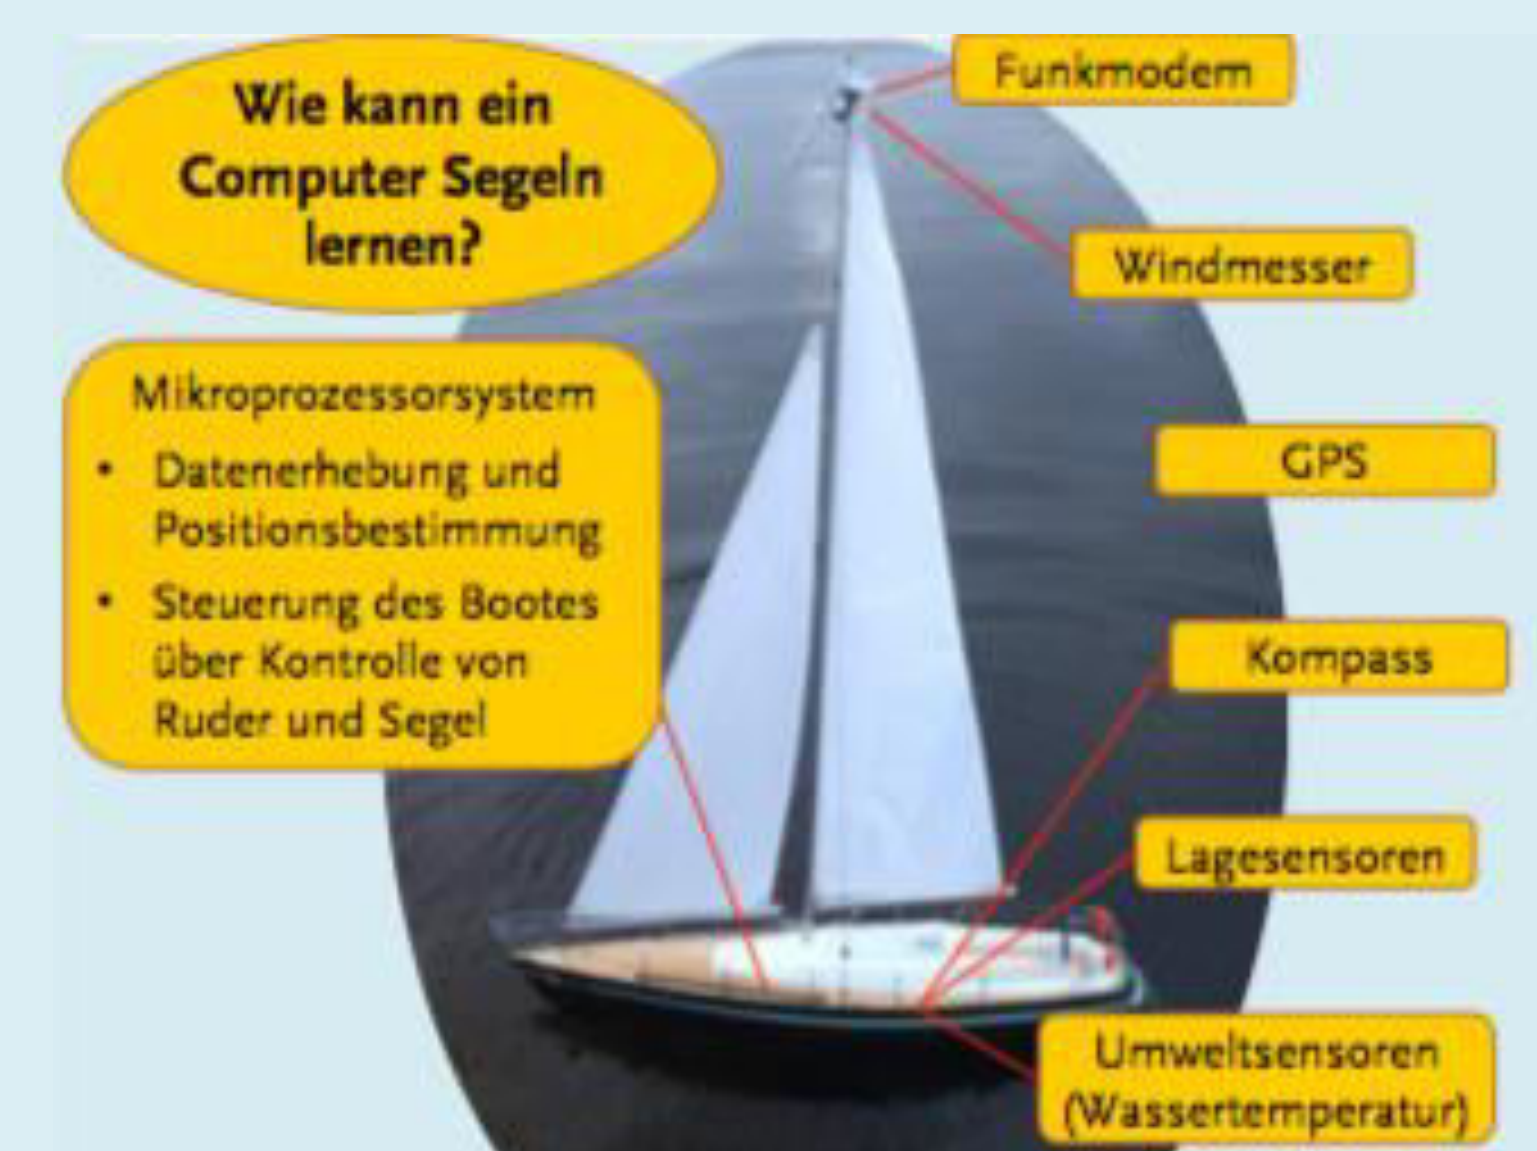 Wie kann ein
Computer Segeln
lernen?
Mikroprozessorsystem
• Datenerhebung und
Positionsbestimmung
• Steuerung des Bootes
über Kontrolle von
Ruder und Segel
Funkmodem
Windmesser
GPS
Kompass
Lagesensoren
Umweltsensoren
(Wassertemperatur)